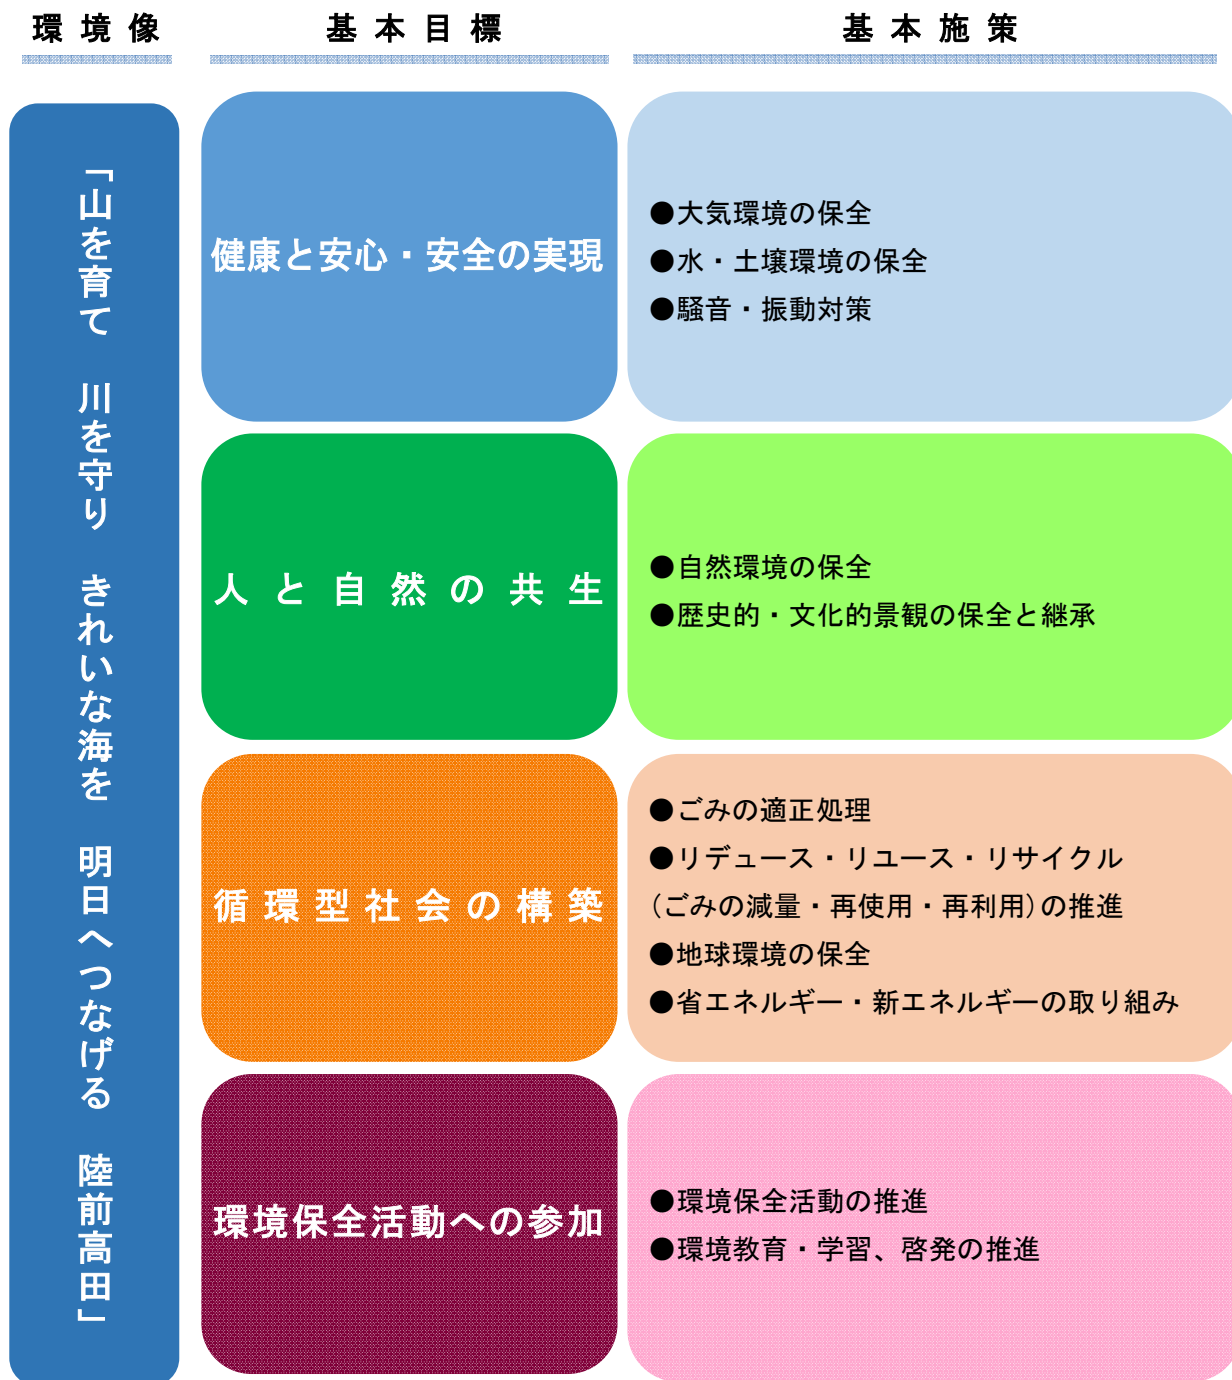 環境像
基本目標
基本施策
「山を育て　川を守り　きれいな海を　明日へつなげる　陸前高田」
健康と安心・安全の実現
●大気環境の保全
●水・土壌環境の保全
●騒音・振動対策
人と自然の共生
●自然環境の保全
●歴史的・文化的景観の保全と継承
循環型社会の構築
●ごみの適正処理
●リデュース・リユース・リサイクル
(ごみの減量・再使用・再利用)の推進
●地球環境の保全
●省エネルギー・新エネルギーの取り組み
環境保全活動への参加
●環境保全活動の推進
●環境教育・学習、啓発の推進